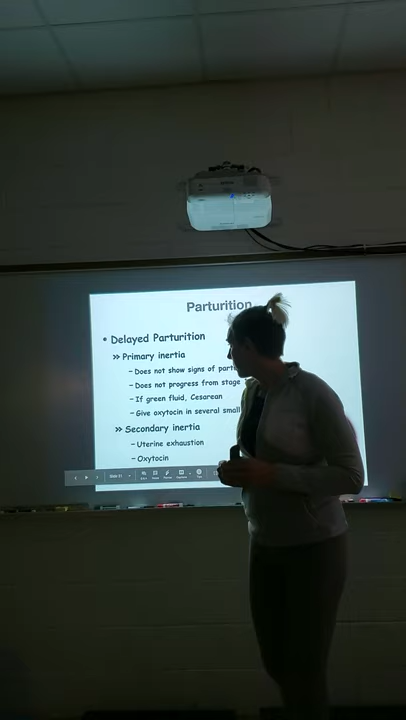 Parturition
• Delayed Parturition
» Primary inertia
– Does not show signs of
– Does not progress from stage
– If green fluid, Cesarean
– Give oxytocin in several small
» Secondary inertia
– Uterine exhaustion
– Oxytocin